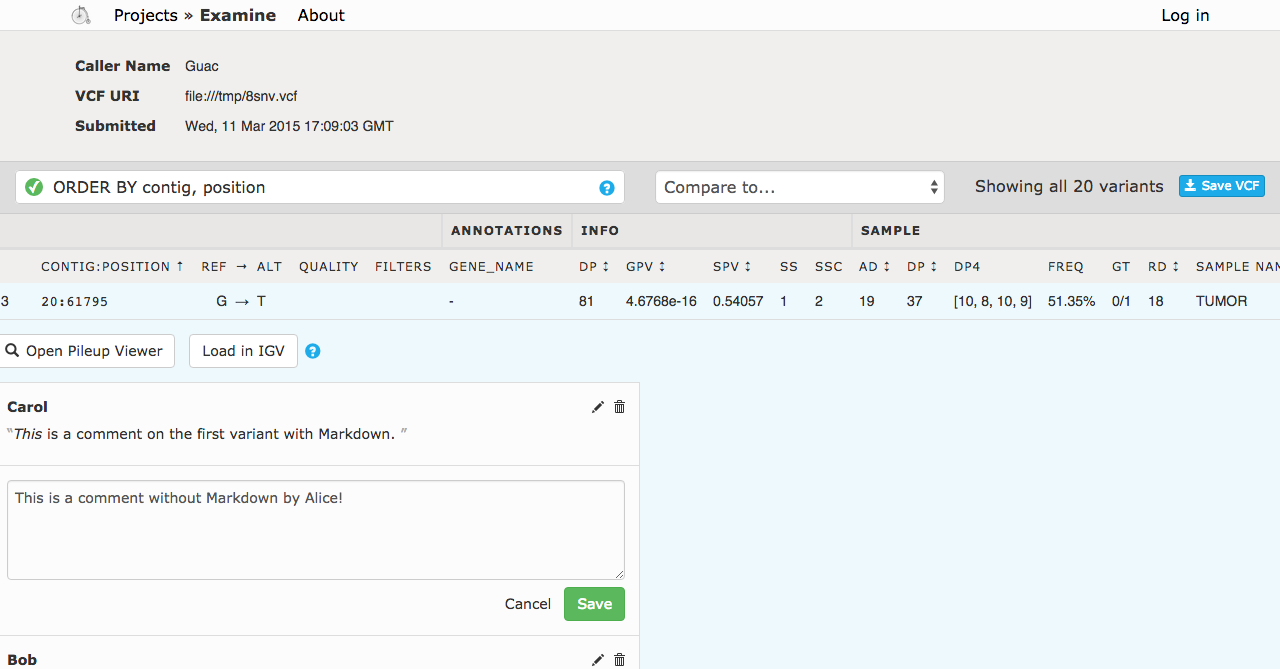 Projects » Examine About Log in
Caller Name Guac
VCF URI file:///tmp/8snv.vcf
Submitted Wed, 11 Mar 2015 17:09:03 GMT
ORDER BY contig, position ? Compare to... Showing all 20 variants Save VCF
ANNOTATIONS INFO SAMPLE
CONTIG:POSITION ↑ REF → ALT QUALITY FILTERS GENE_NAME DP ↕ GPV ↕ SPV ↕ SS SSC AD ↕ DP ↕ DP4 FREQ GT RD ↕ SAMPLE NAM
3 20:61795 G → T - 81 4.6768e-16 0.54057 1 2 19 37 [10, 8, 10, 9] 51.35% 0/1 18 TUMOR
Open Pileup Viewer Load in IGV ?
Carol
“This is a comment on the first variant with Markdown. ”
This is a comment without Markdown by Alice!
Cancel Save
Bob